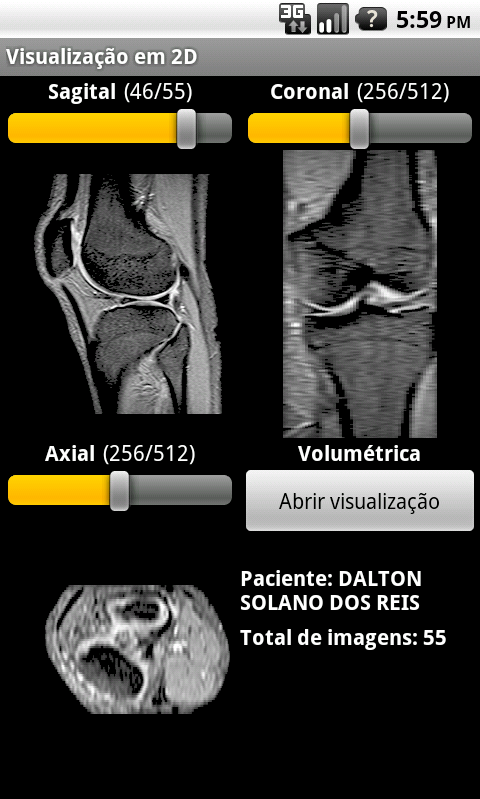 3G
?
5:59 PM
Visualização em 2D
Sagital (46/55)
Coronal (256/512)
Axial (256/512)
Volumétrica
Abrir visualização
Paciente: DALTON
SOLANO DOS REIS
Total de imagens: 55